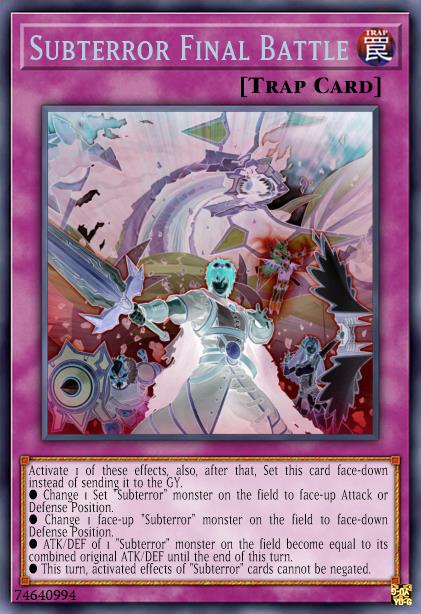 Subterror Final Battle
TRAP
罠
[Trap Card]
Activate 1 of these effects, also, after that, Set this card face-down
instead of sending it to the GY.
● Change 1 Set "Subterror" monster on the field to face-up Attack or
Defense Position.
● Change 1 face-up "Subterror" monster on the field to face-down
Defense Position.
● ATK/DEF of 1 "Subterror" monster on the field become equal to its
combined original ATK/DEF until the end of this turn.
● This turn, activated effects of "Subterror" cards cannot be negated.
74640994